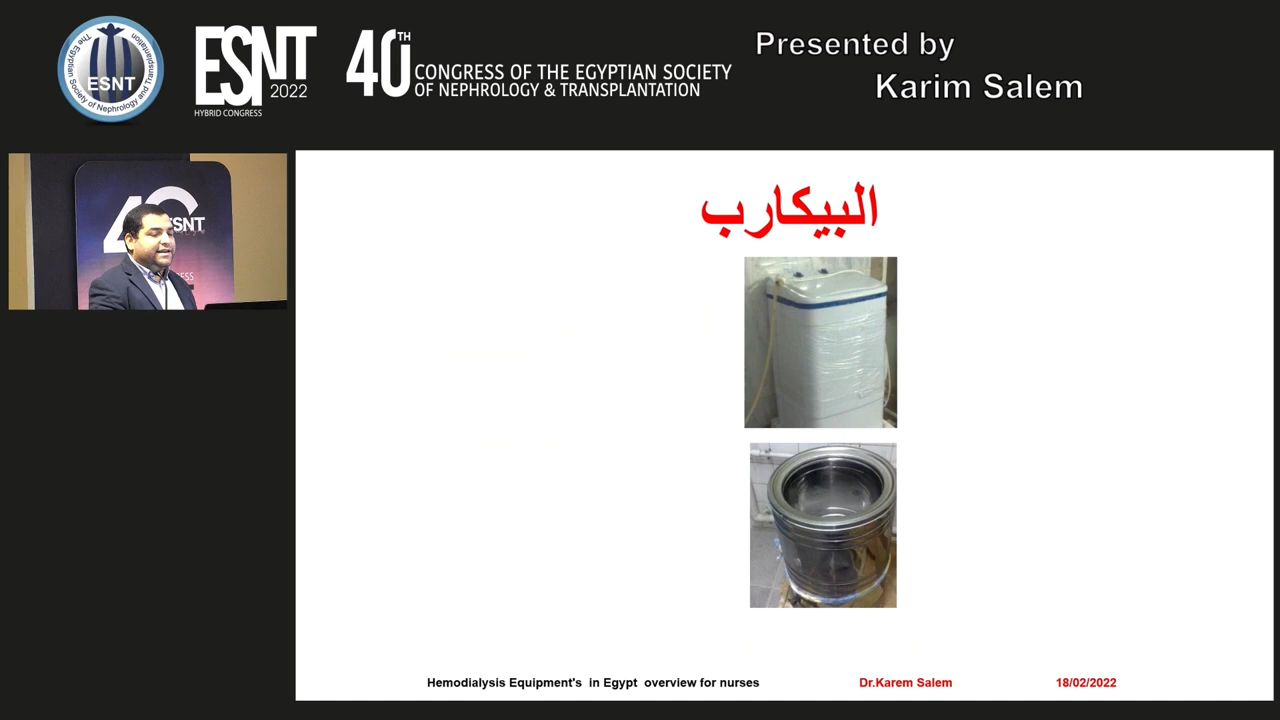 The Egyptian Society of Nephrology and Transplantation
ESNT
ESNT
2022
HYBRID CONGRESS
40TH
CONGRESS OF THE EGYPTIAN SOCIETY
OF NEPHROLOGY & TRANSPLANTATION
Presented by
Karim Salem
البيكارب
Hemodialysis Equipment's in Egypt overview for nurses
Dr.Karem Salem
18/02/2022